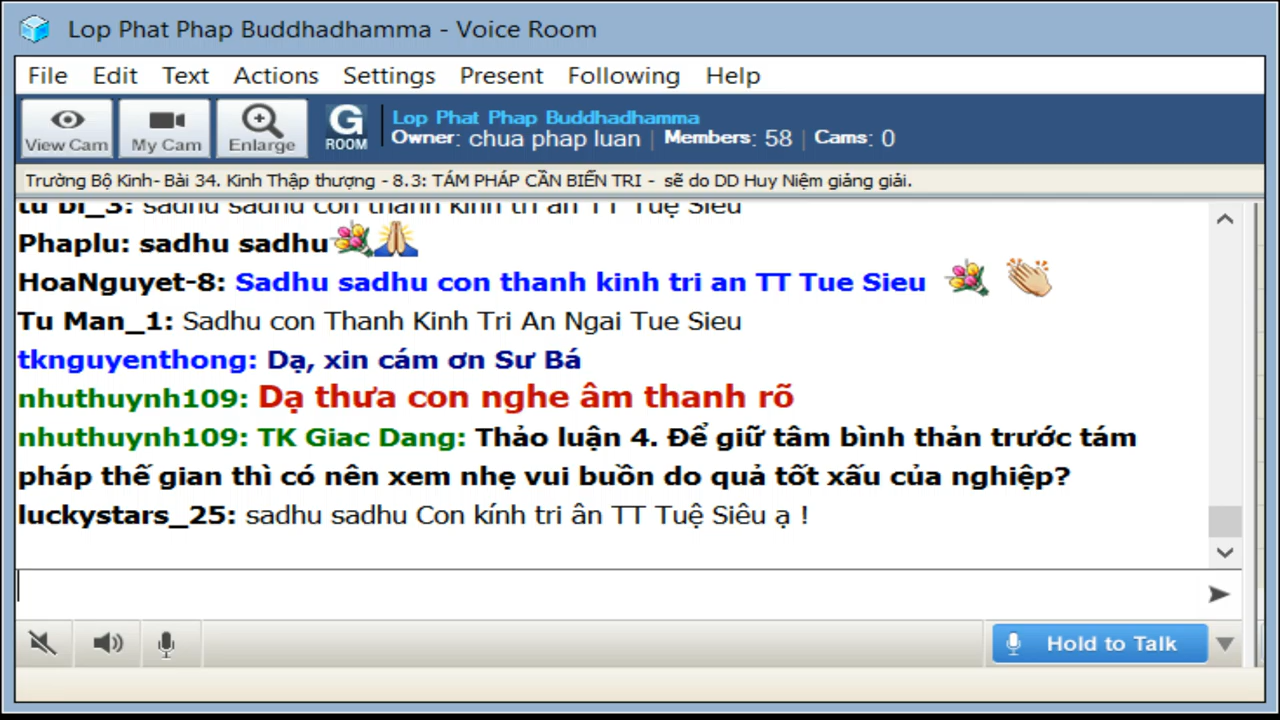 Lop Phat Phap Buddhadhamma - Voice Room
File Edit Text Actions Settings Present Following Help
View Cam My Cam Enlarge G ROOM Lop Phat Phap Buddhadhamma
Owner: chua phap luan | Members: 58 | Cams: 0
Trường Bộ Kinh- Bài 34. Kinh Thập thượng - 8.3: TÁM PHÁP CẦN BIẾN TRI - sẽ do DD Huy Niệm giảng giải.
tu Di_3: sadhu sadhu con thanh kinh tri ân TT Tuệ Siêu
Phaplu: sadhu sadhu
HoaNguyet-8: Sadhu sadhu con thanh kinh tri an TT Tue Sieu
Tu Man_1: Sadhu con Thanh Kinh Tri An Ngai Tue Sieu
tknguyenthong: Dạ, xin cám ơn Sư Bá
nhuthuynh109: Dạ thưa con nghe âm thanh rõ
nhuthuynh109: TK Giac Dang: Thảo luận 4. Để giữ tâm bình thản trước tám
pháp thế gian thì có nên xem nhẹ vui buồn do quả tốt xấu của nghiệp?
luckystars_25: sadhu sadhu Con kính tri ân TT Tuệ Siêu ạ !
Hold to Talk